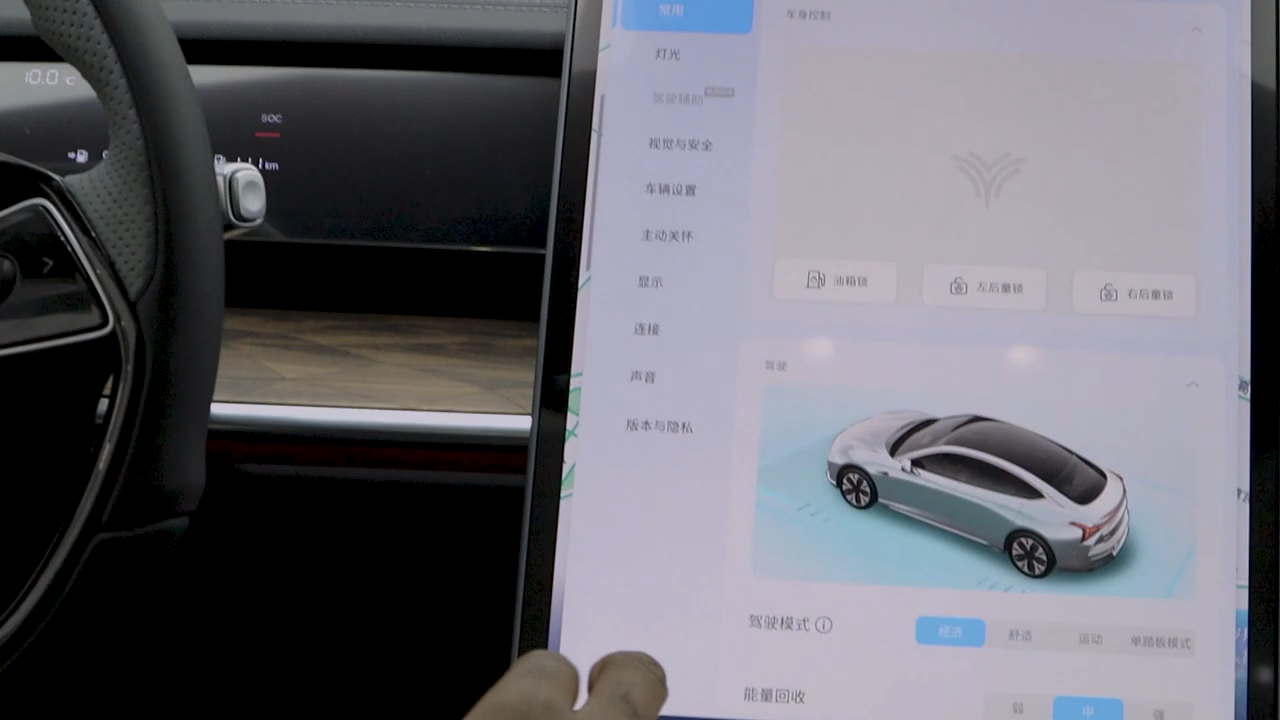 常用
灯光
驾驶辅助
视觉与安全
车辆设置
主动关怀
显示
连接
声音
版本与隐私
车身控制
油箱锁
左后童锁
右后童锁
驾驶
驾驶模式
经济 舒适 运动 单踏板模式
能量回收
弱 中 强
10.0 c
SOC
km